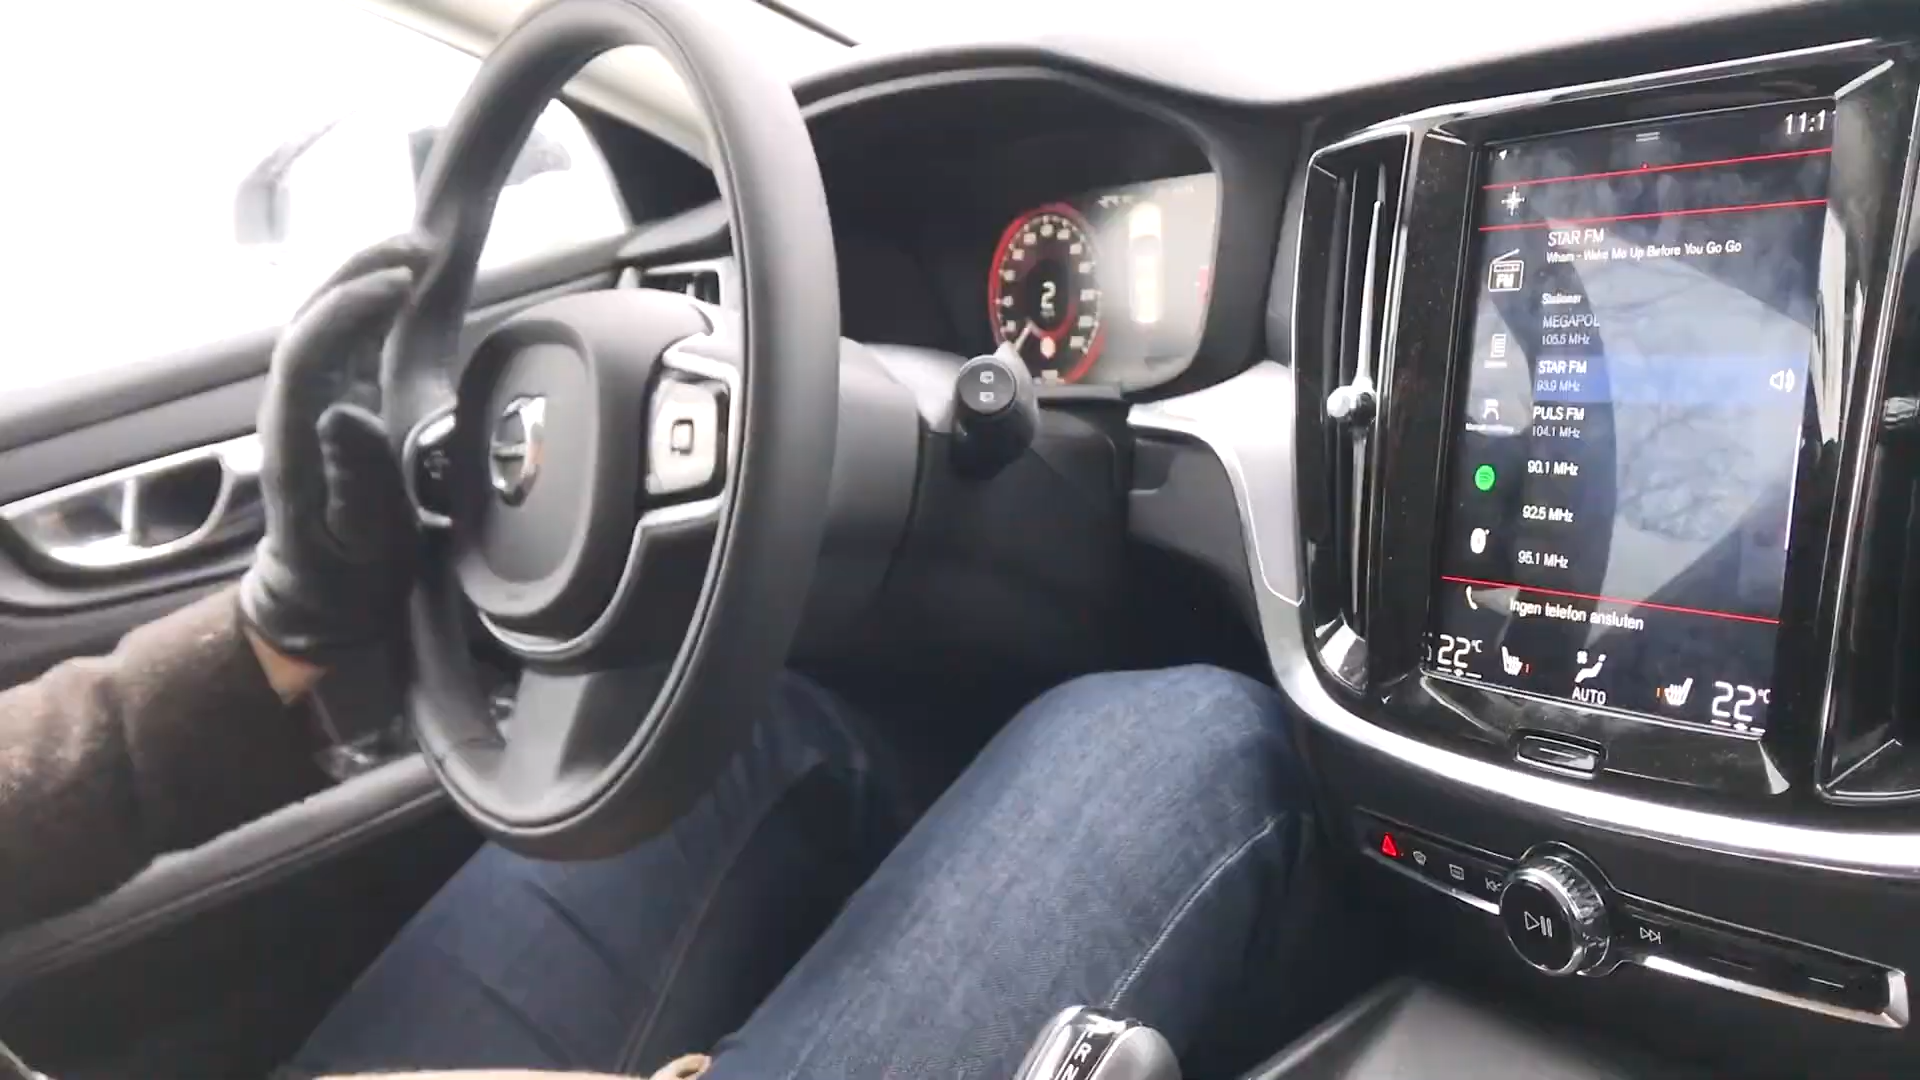 11:1
STAR FM
Wham - Wake Me Up Before You Go Go
FM
Stationer
MEGAPOL
105.5 MHz
STAR FM
93.9 MHz
PULS FM
104.1 MHz
90.1 MHz
92.5 MHz
95.1 MHz
Ingen telefon ansluten
22°C
AUTO
22°C
2
R
N